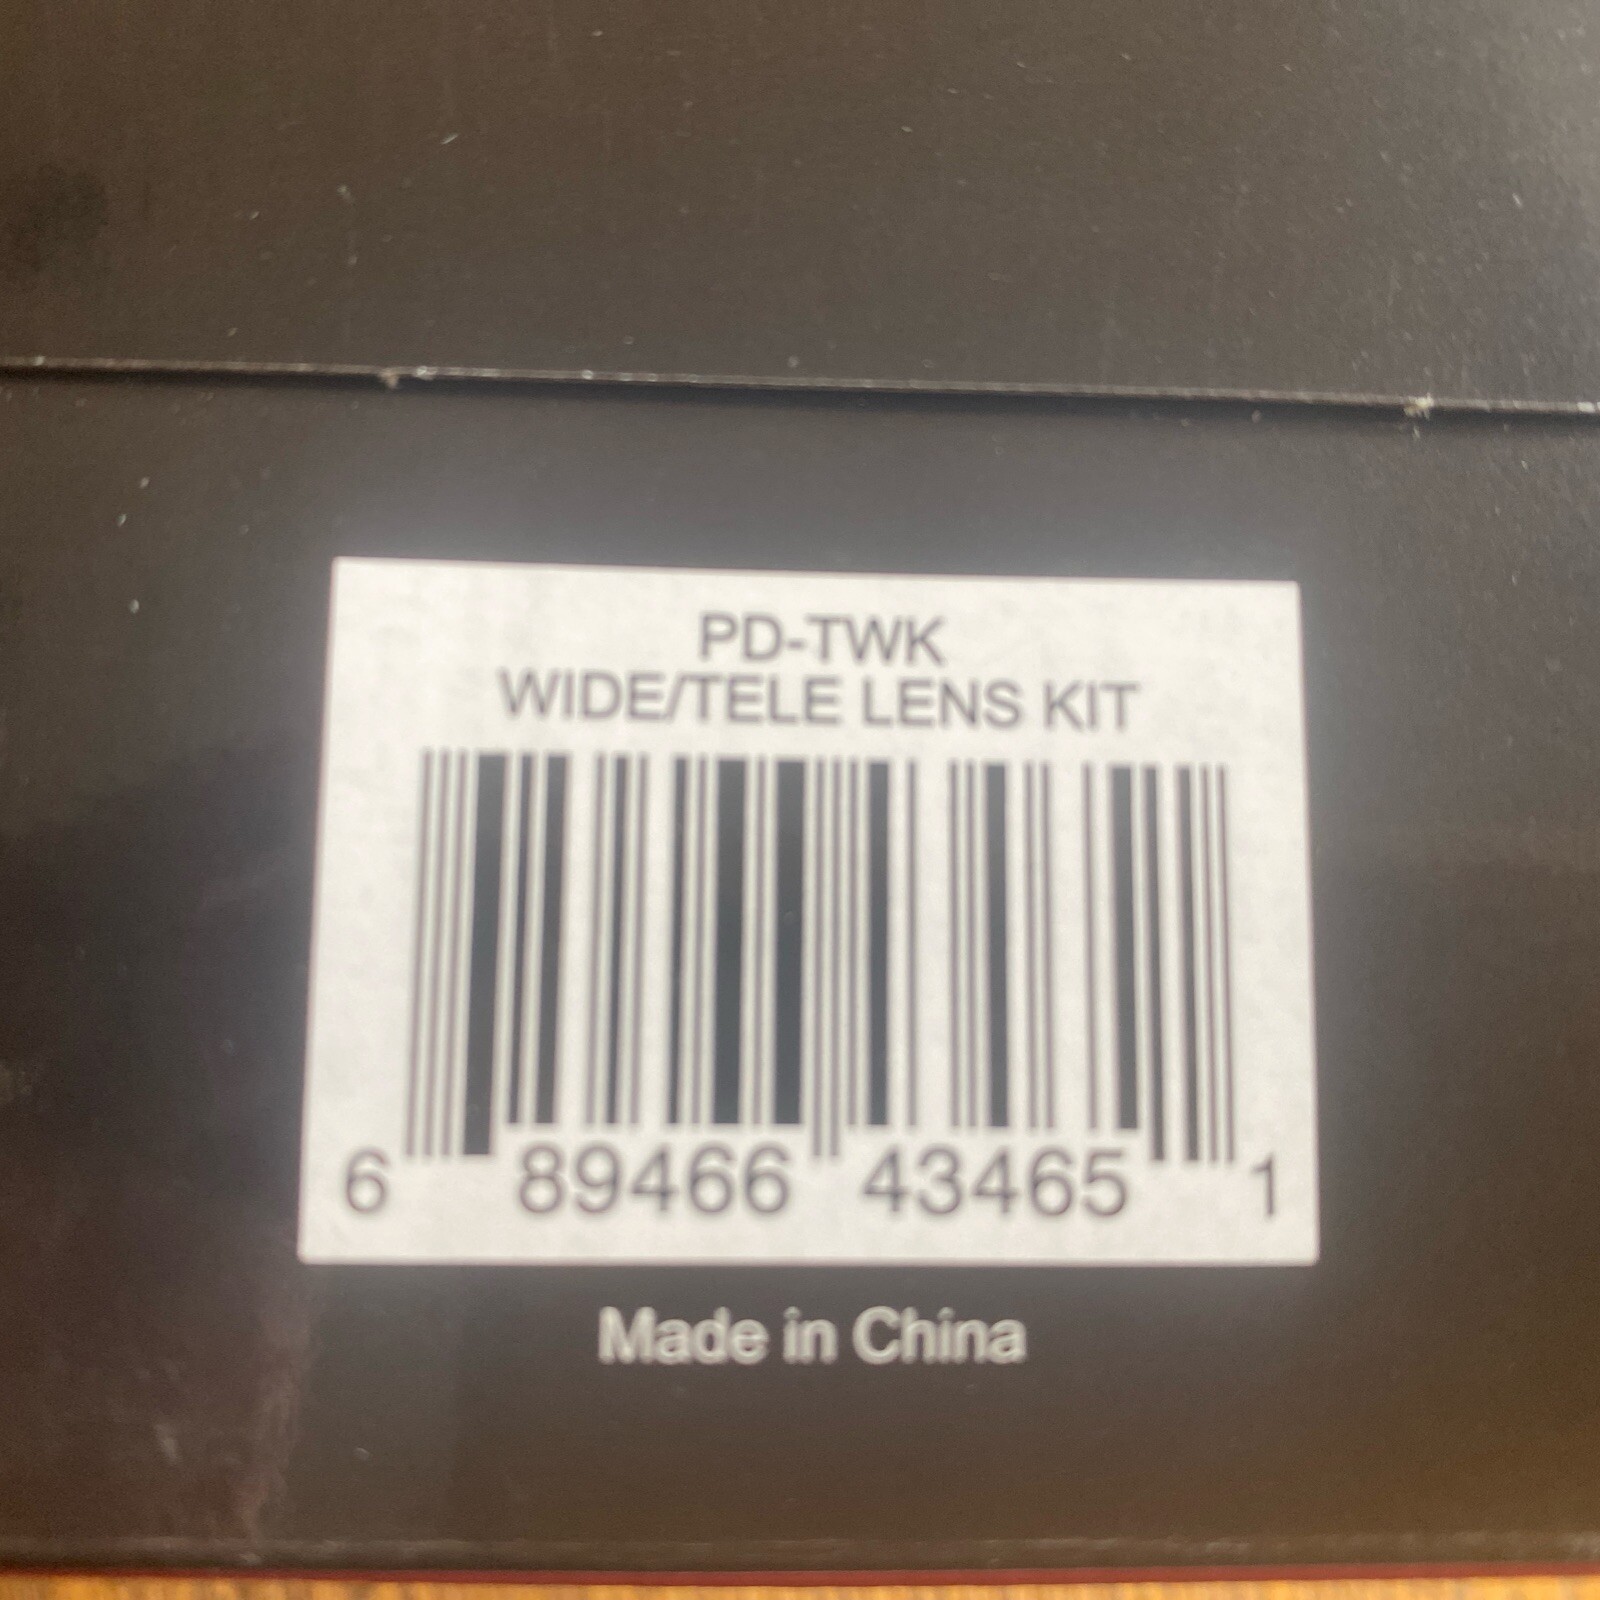 PD-TWK
WIDE/TELE LENS KIT
6 89466 43465 1
Made in China